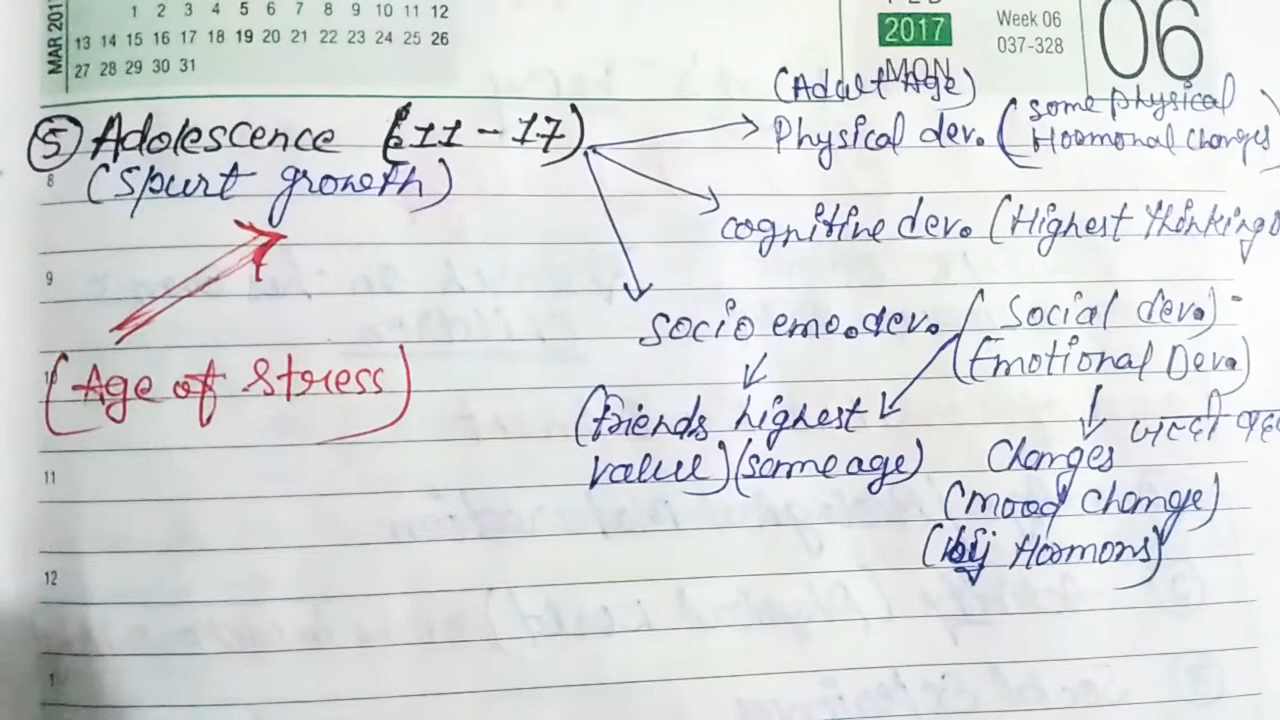 MAR 2017
1 2 3 4 5 6 7 8 9 10 11 12
13 14 15 16 17 18 19 20 21 22 23 24 25 26
27 28 29 30 31
FEB
2017
MON
Week 06
037-328
06
(Adult Age)
⑤ Adolescence (11-17)
Physical dev. (some physical
Hormonal changes)
8
(Spurt groweth)
cognitine dev. (Highest thinking
9
socio emo.dev. (Social dev.)
(Emotional Dev.)
10
(Age of Stress)
(friends highest
value) (same age)
11
Changes
(mood change)
(by Hormons)
12
1